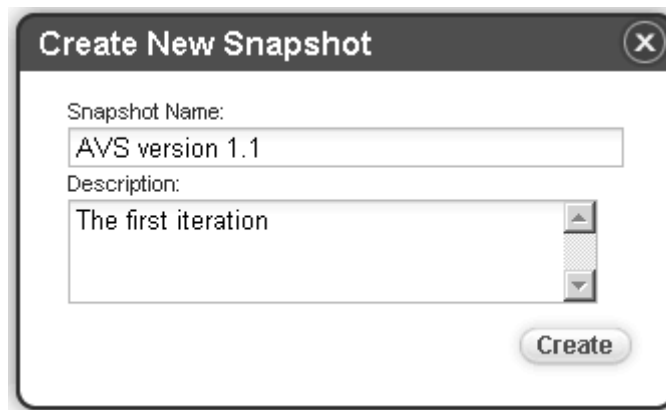 Create New Snapshot
Snapshot Name:
AVS version 1.1
Description:
The first iteration
Create